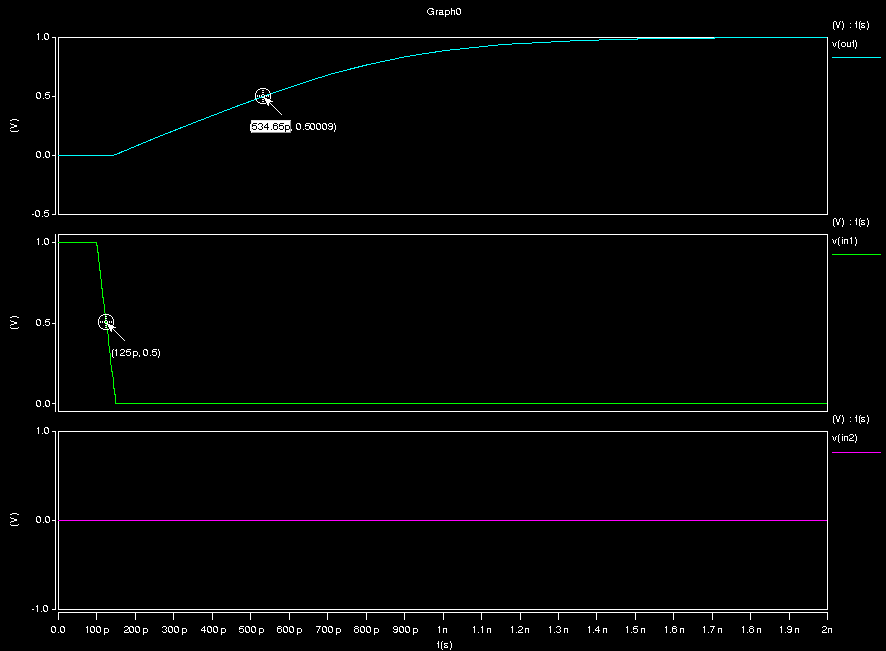 Graph0
(V) : t(s)
v(out)
1.0
0.5
0.0
-0.5
(V)
(534.65p, 0.50009)
(V) : t(s)
v(in1)
1.0
0.5
0.0
(V)
(125p, 0.5)
(V) : t(s)
v(in2)
1.0
0.0
-1.0
(V)
0.0 100p 200p 300p 400p 500p 600p 700p 800p 900p 1n 1.1n 1.2n 1.3n 1.4n 1.5n 1.6n 1.7n 1.8n 1.9n 2n
t(s)